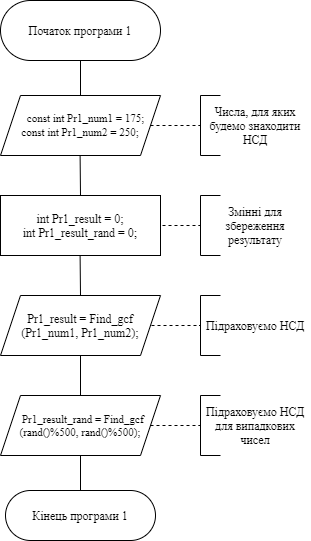 Початок програми 1
const int Pr1_num1 = 175;
const int Pr1_num2 = 250;
Числа, для яких
будемо знаходити
НСД
int Pr1_result = 0;
int Pr1_result_rand = 0;
Змінні для
збереження
результату
Pr1_result = Find_gcf
(Pr1_num1, Pr1_num2);
Підраховуємо НСД
Pr1_result_rand = Find_gcf
(rand()%500, rand()%500);
Підраховуємо НСД
для випадкових
чисел
Кінець програми 1